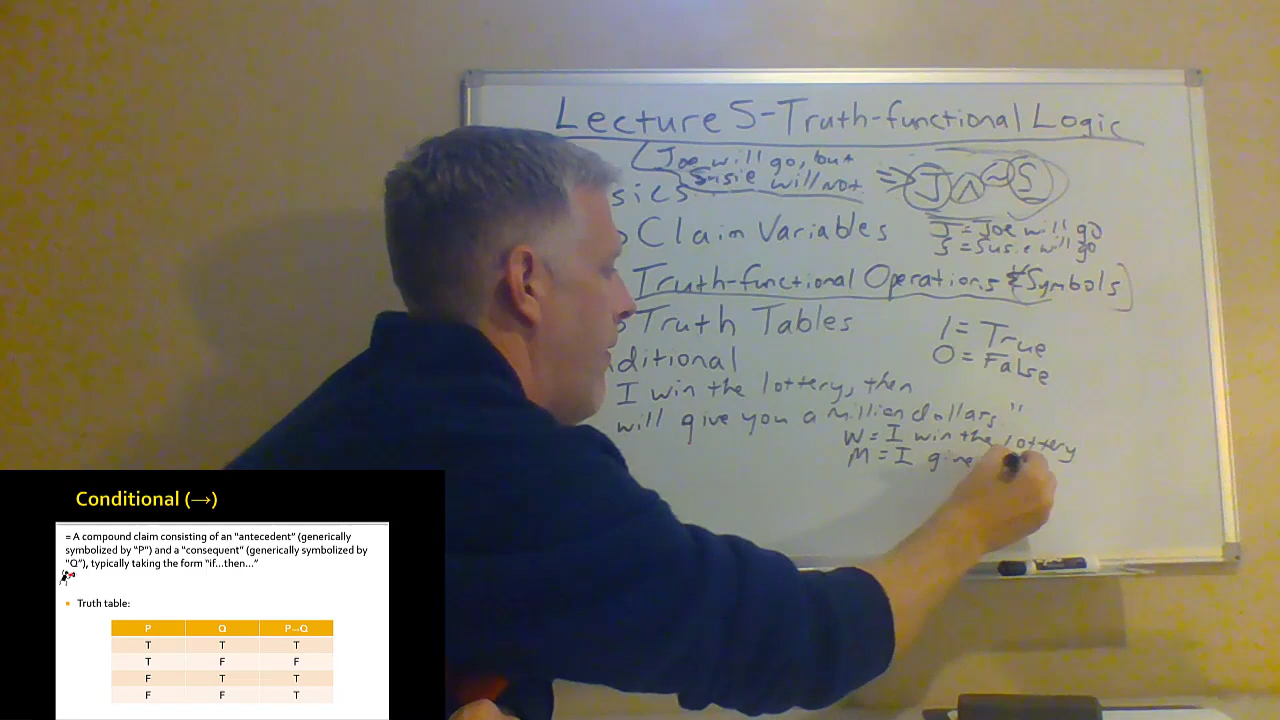 Lecture 5-Truth-functional Logic
(Joe will go, but
Susie will not
⇒ J ∧ ~ S
sics
Claim Variables
J = Joe will go
S = Susie will go
Truth-functional Operations & Symbols]
Truth Tables
1 = True
0 = False
ditional
I win the lottery, then
will give you a million dollars."
W = I win the lottery
M = I give
Conditional (→)
= A compound claim consisting of an "antecedent" (generically
symbolized by "P") and a "consequent" (generically symbolized by
"Q"), typically taking the form "if...then..."
Truth table:
P Q P→Q
T T T
T F F
F T T
F F T